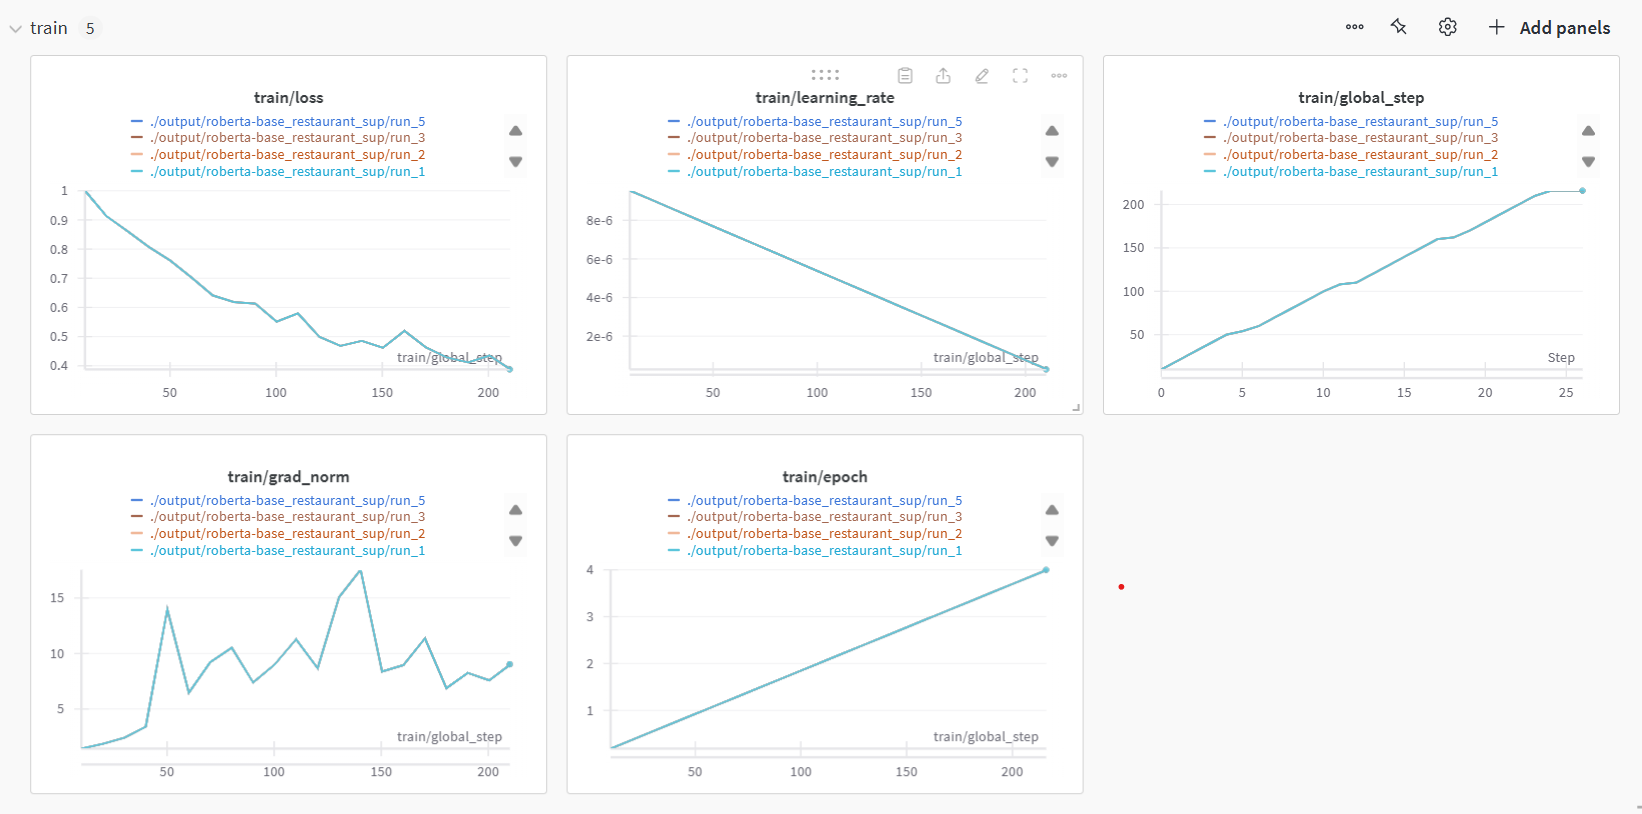 train 5
Add panels
train/loss
./output/roberta-base_restaurant_sup/run_5
./output/roberta-base_restaurant_sup/run_3
./output/roberta-base_restaurant_sup/run_2
./output/roberta-base_restaurant_sup/run_1
1
0.9
0.8
0.7
0.6
0.5
0.4
train/global_step
50 100 150 200
train/learning_rate
./output/roberta-base_restaurant_sup/run_5
./output/roberta-base_restaurant_sup/run_3
./output/roberta-base_restaurant_sup/run_2
./output/roberta-base_restaurant_sup/run_1
8e-6
6e-6
4e-6
2e-6
train/global_step
50 100 150 200
train/global_step
./output/roberta-base_restaurant_sup/run_5
./output/roberta-base_restaurant_sup/run_3
./output/roberta-base_restaurant_sup/run_2
./output/roberta-base_restaurant_sup/run_1
200
150
100
50
Step
0 5 10 15 20 25
train/grad_norm
./output/roberta-base_restaurant_sup/run_5
./output/roberta-base_restaurant_sup/run_3
./output/roberta-base_restaurant_sup/run_2
./output/roberta-base_restaurant_sup/run_1
15
10
5
train/global_step
50 100 150 200
train/epoch
./output/roberta-base_restaurant_sup/run_5
./output/roberta-base_restaurant_sup/run_3
./output/roberta-base_restaurant_sup/run_2
./output/roberta-base_restaurant_sup/run_1
4
3
2
1
train/global_step
50 100 150 200